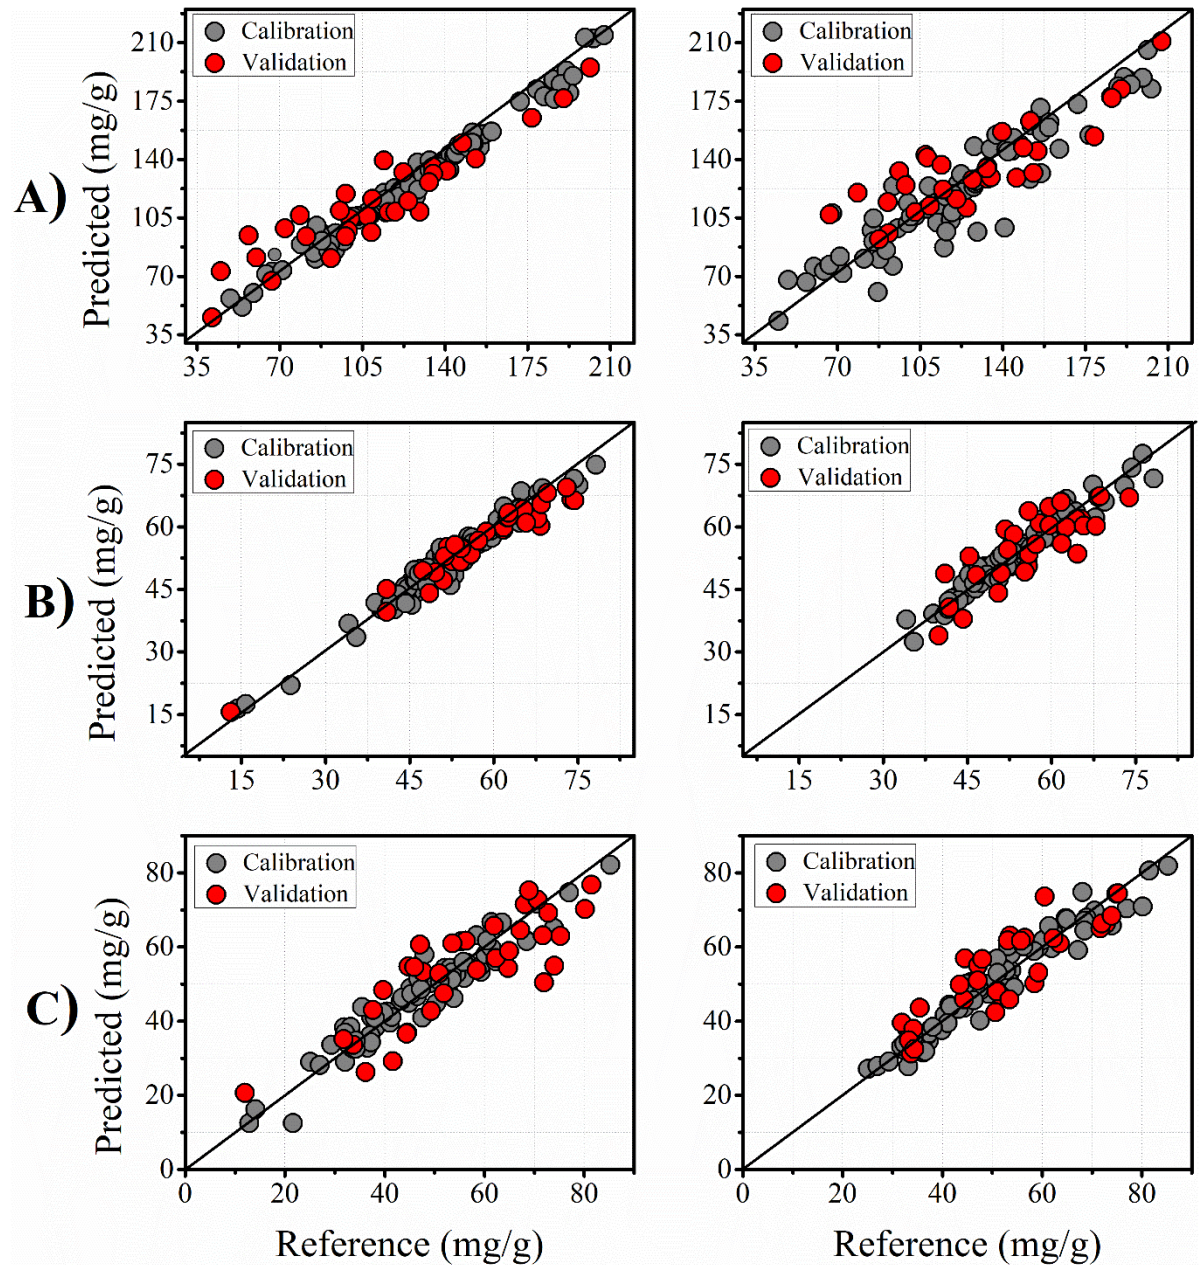 A)
Predicted (mg/g)
Calibration
Validation
210
175
140
105
70
35
35 70 105 140 175 210
Calibration
Validation
210
175
140
105
70
35
35 70 105 140 175 210
B)
Predicted (mg/g)
Calibration
Validation
75
60
45
30
15
15 30 45 60 75
Calibration
Validation
75
60
45
30
15
15 30 45 60 75
C)
Predicted (mg/g)
Calibration
Validation
80
60
40
20
0
0 20 40 60 80
Reference (mg/g)
Calibration
Validation
80
60
40
20
0
0 20 40 60 80
Reference (mg/g)